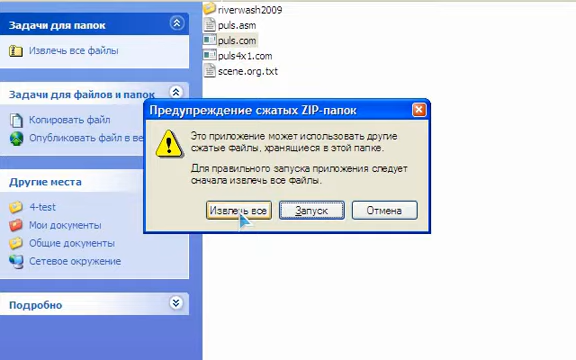 Задачи для папок
Извлечь все файлы
Задачи для файлов и папок
Копировать файл
Опубликовать файл в ве
Другие места
4-test
Мои документы
Общие документы
Сетевое окружение
Подробно
riverwash2009
puls.asm
puls.com
puls4x1.com
scene.org.txt
Предупреждение сжатых ZIP-папок
Это приложение может использовать другие
сжатые файлы, хранящиеся в этой папке.
Для правильного запуска приложения следует
сначала извлечь все файлы.
Извлечь все
Запуск
Отмена